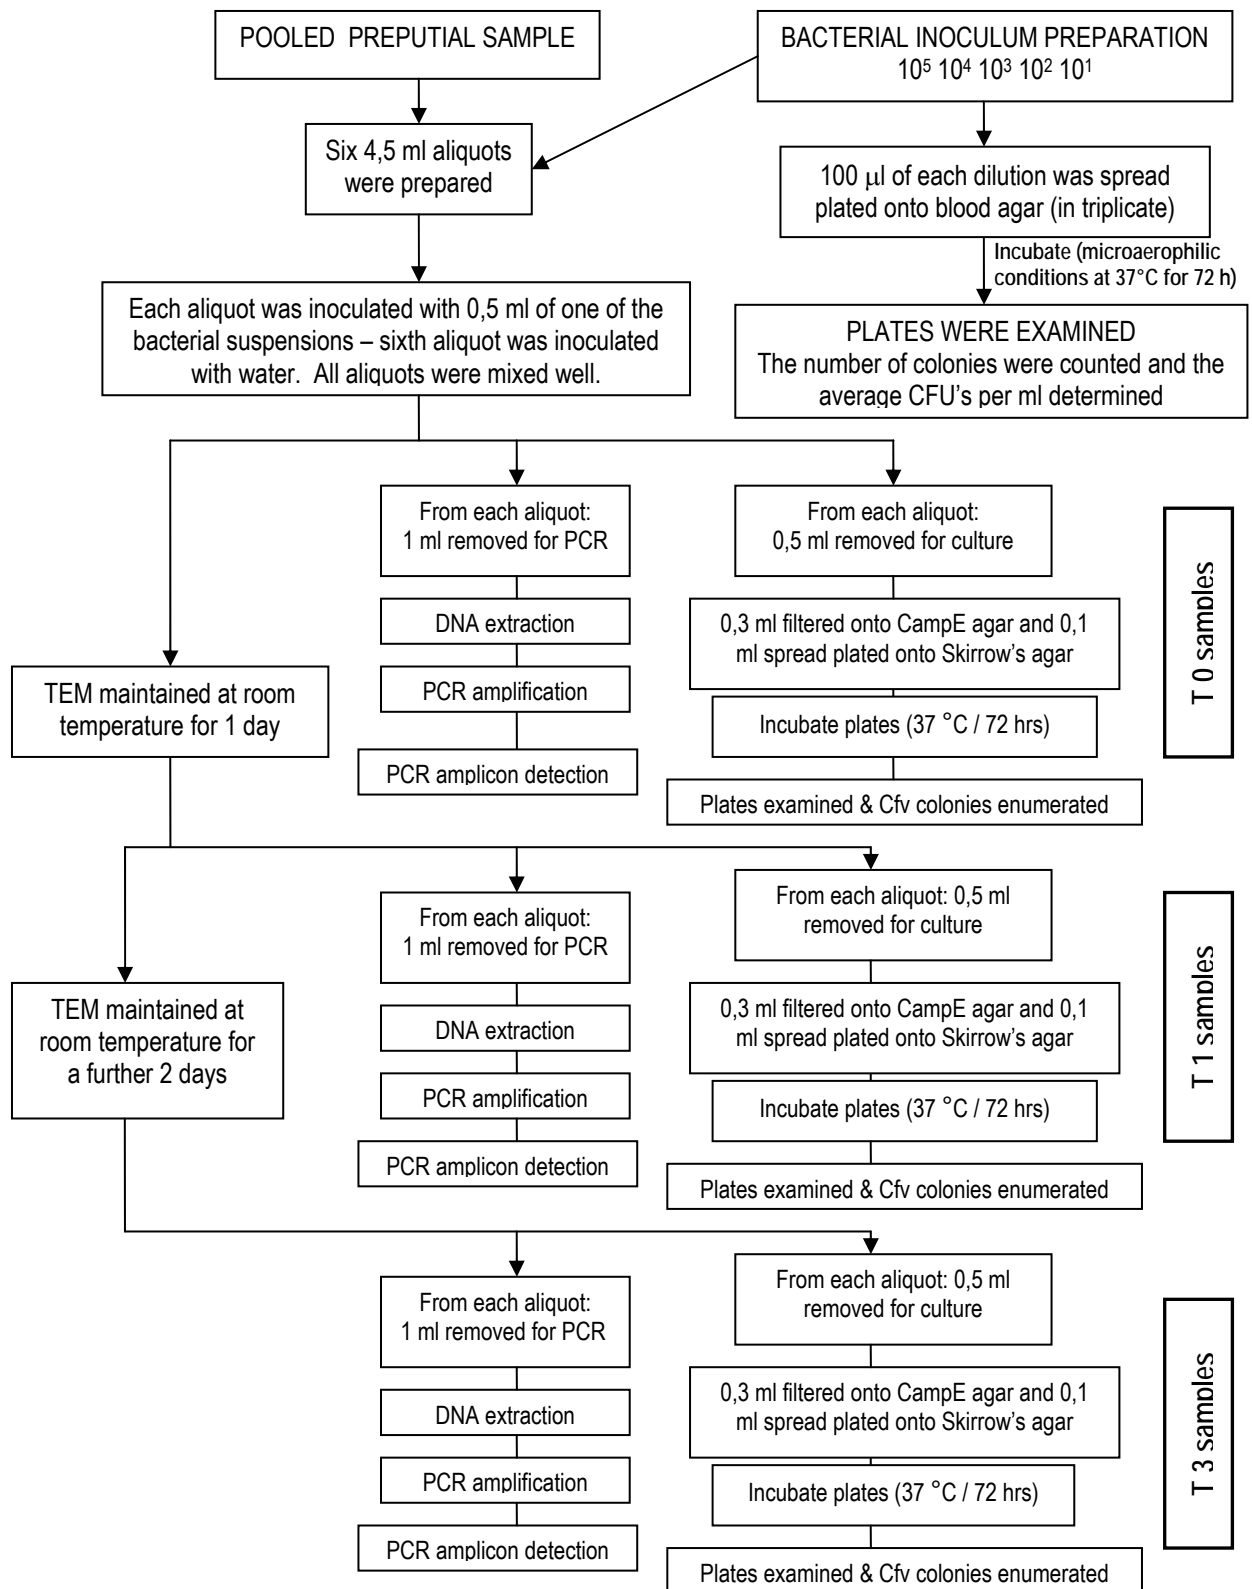 POOLED PREPUTIAL SAMPLE
BACTERIAL INOCULUM PREPARATION
10⁵ 10⁴ 10³ 10² 10¹
Six 4,5 ml aliquots
were prepared
100 µl of each dilution was spread
plated onto blood agar (in triplicate)
Incubate (microaerophilic
conditions at 37°C for 72 h)
Each aliquot was inoculated with 0,5 ml of one of the
bacterial suspensions – sixth aliquot was inoculated
with water. All aliquots were mixed well.
PLATES WERE EXAMINED
The number of colonies were counted and the
average CFU's per ml determined
From each aliquot:
1 ml removed for PCR
From each aliquot:
0,5 ml removed for culture
DNA extraction
0,3 ml filtered onto CampE agar and 0,1
ml spread plated onto Skirrow's agar
TEM maintained at room
temperature for 1 day
PCR amplification
Incubate plates (37 °C / 72 hrs)
PCR amplicon detection
Plates examined & Cfv colonies enumerated
T 0 samples
From each aliquot:
1 ml removed for PCR
From each aliquot: 0,5 ml
removed for culture
TEM maintained at
room temperature for
a further 2 days
DNA extraction
0,3 ml filtered onto CampE agar and 0,1
ml spread plated onto Skirrow's agar
PCR amplification
Incubate plates (37 °C / 72 hrs)
PCR amplicon detection
Plates examined & Cfv colonies enumerated
T 1 samples
From each aliquot:
1 ml removed for PCR
From each aliquot: 0,5 ml
removed for culture
DNA extraction
0,3 ml filtered onto CampE agar and 0,1
ml spread plated onto Skirrow's agar
PCR amplification
Incubate plates (37 °C / 72 hrs)
PCR amplicon detection
Plates examined & Cfv colonies enumerated
T 3 samples